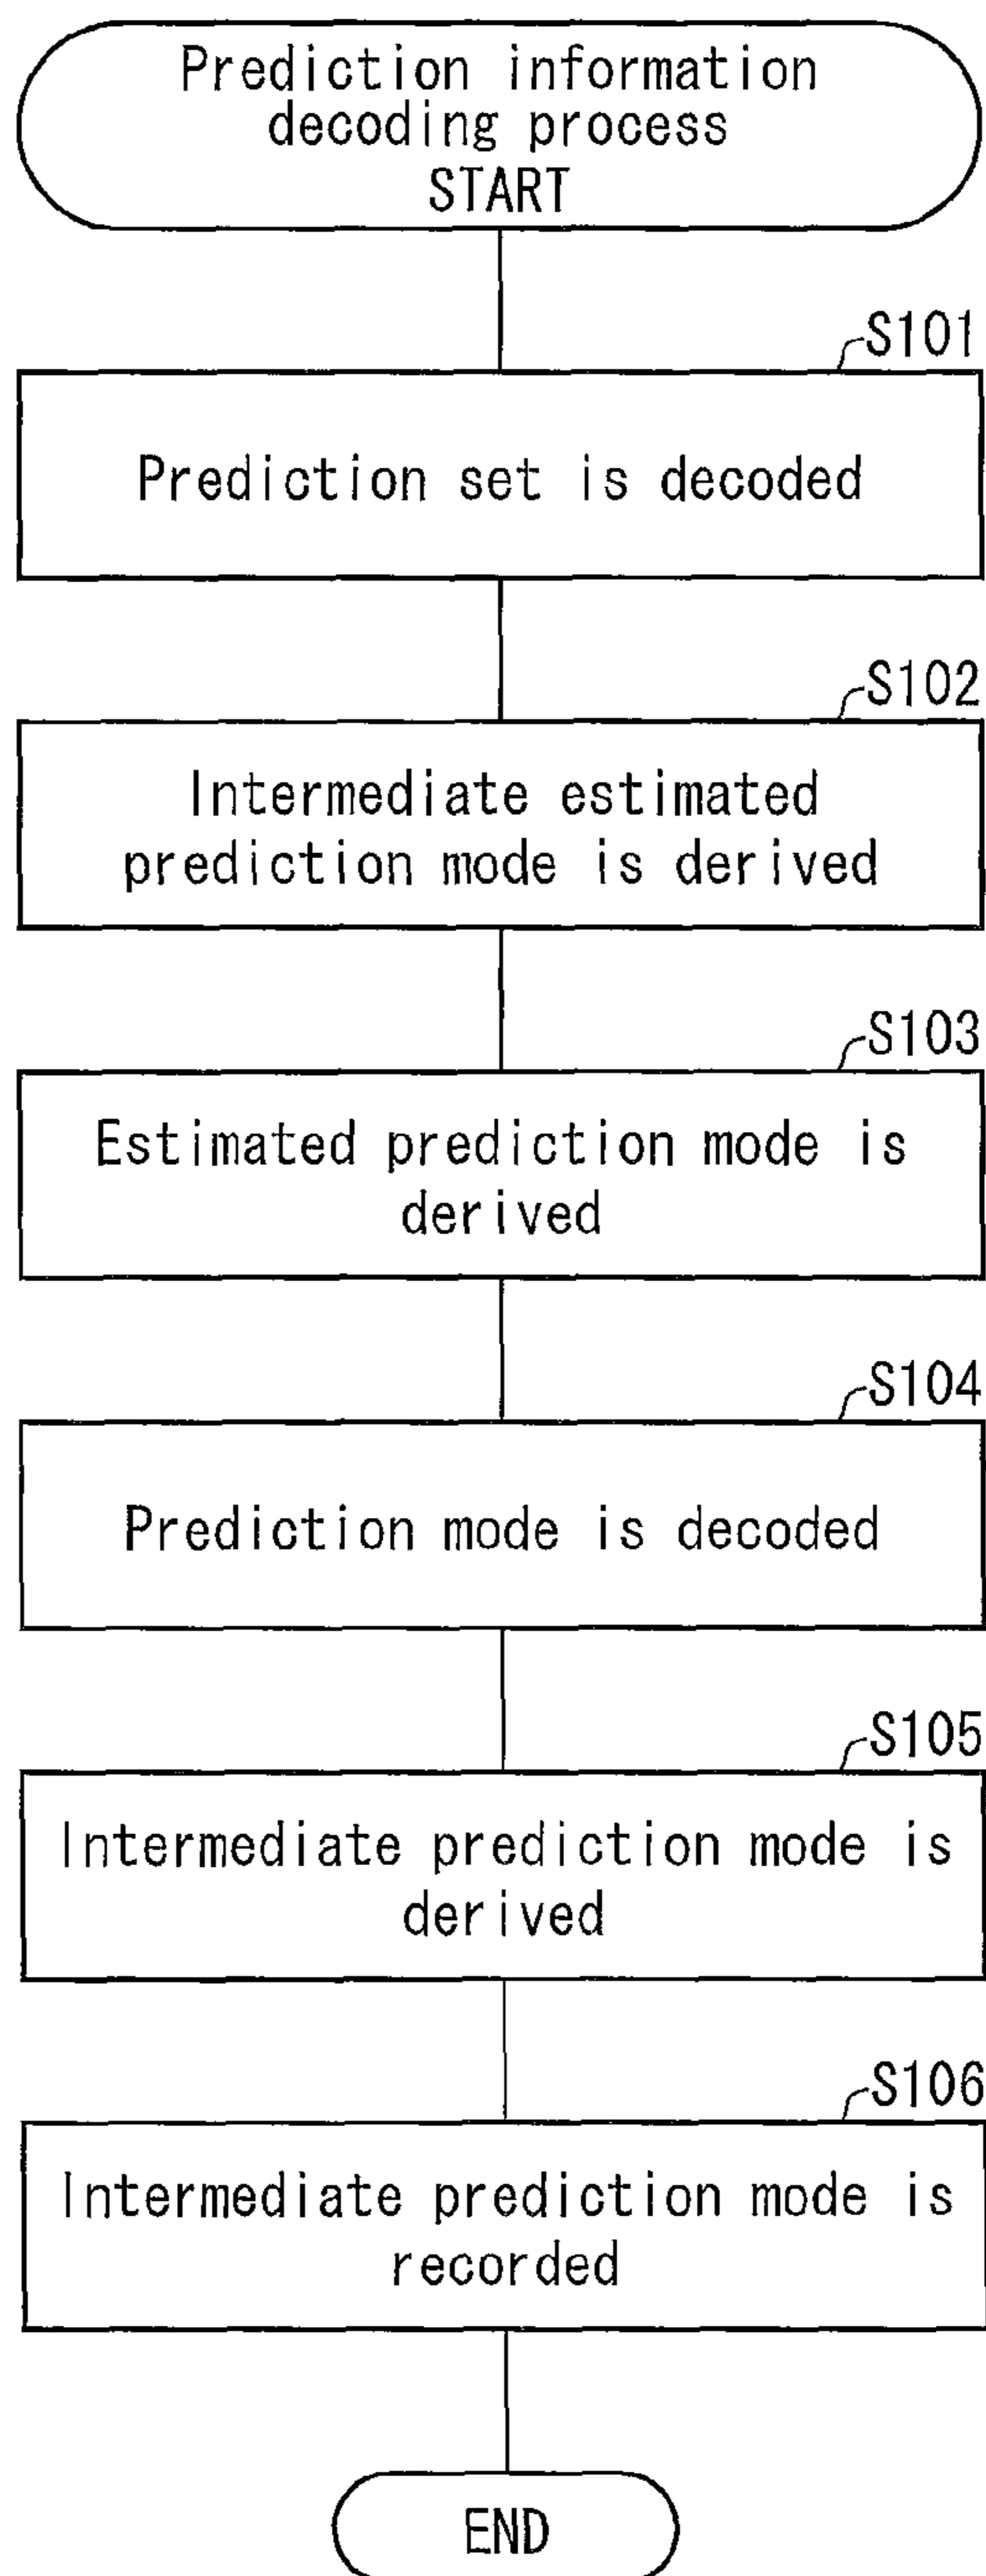 Prediction information
decoding process
START
S101
Prediction set is decoded
S102
Intermediate estimated
prediction mode is derived
S103
Estimated prediction mode is
derived
S104
Prediction mode is decoded
S105
Intermediate prediction mode is
derived
S106
Intermediate prediction mode is
recorded
END